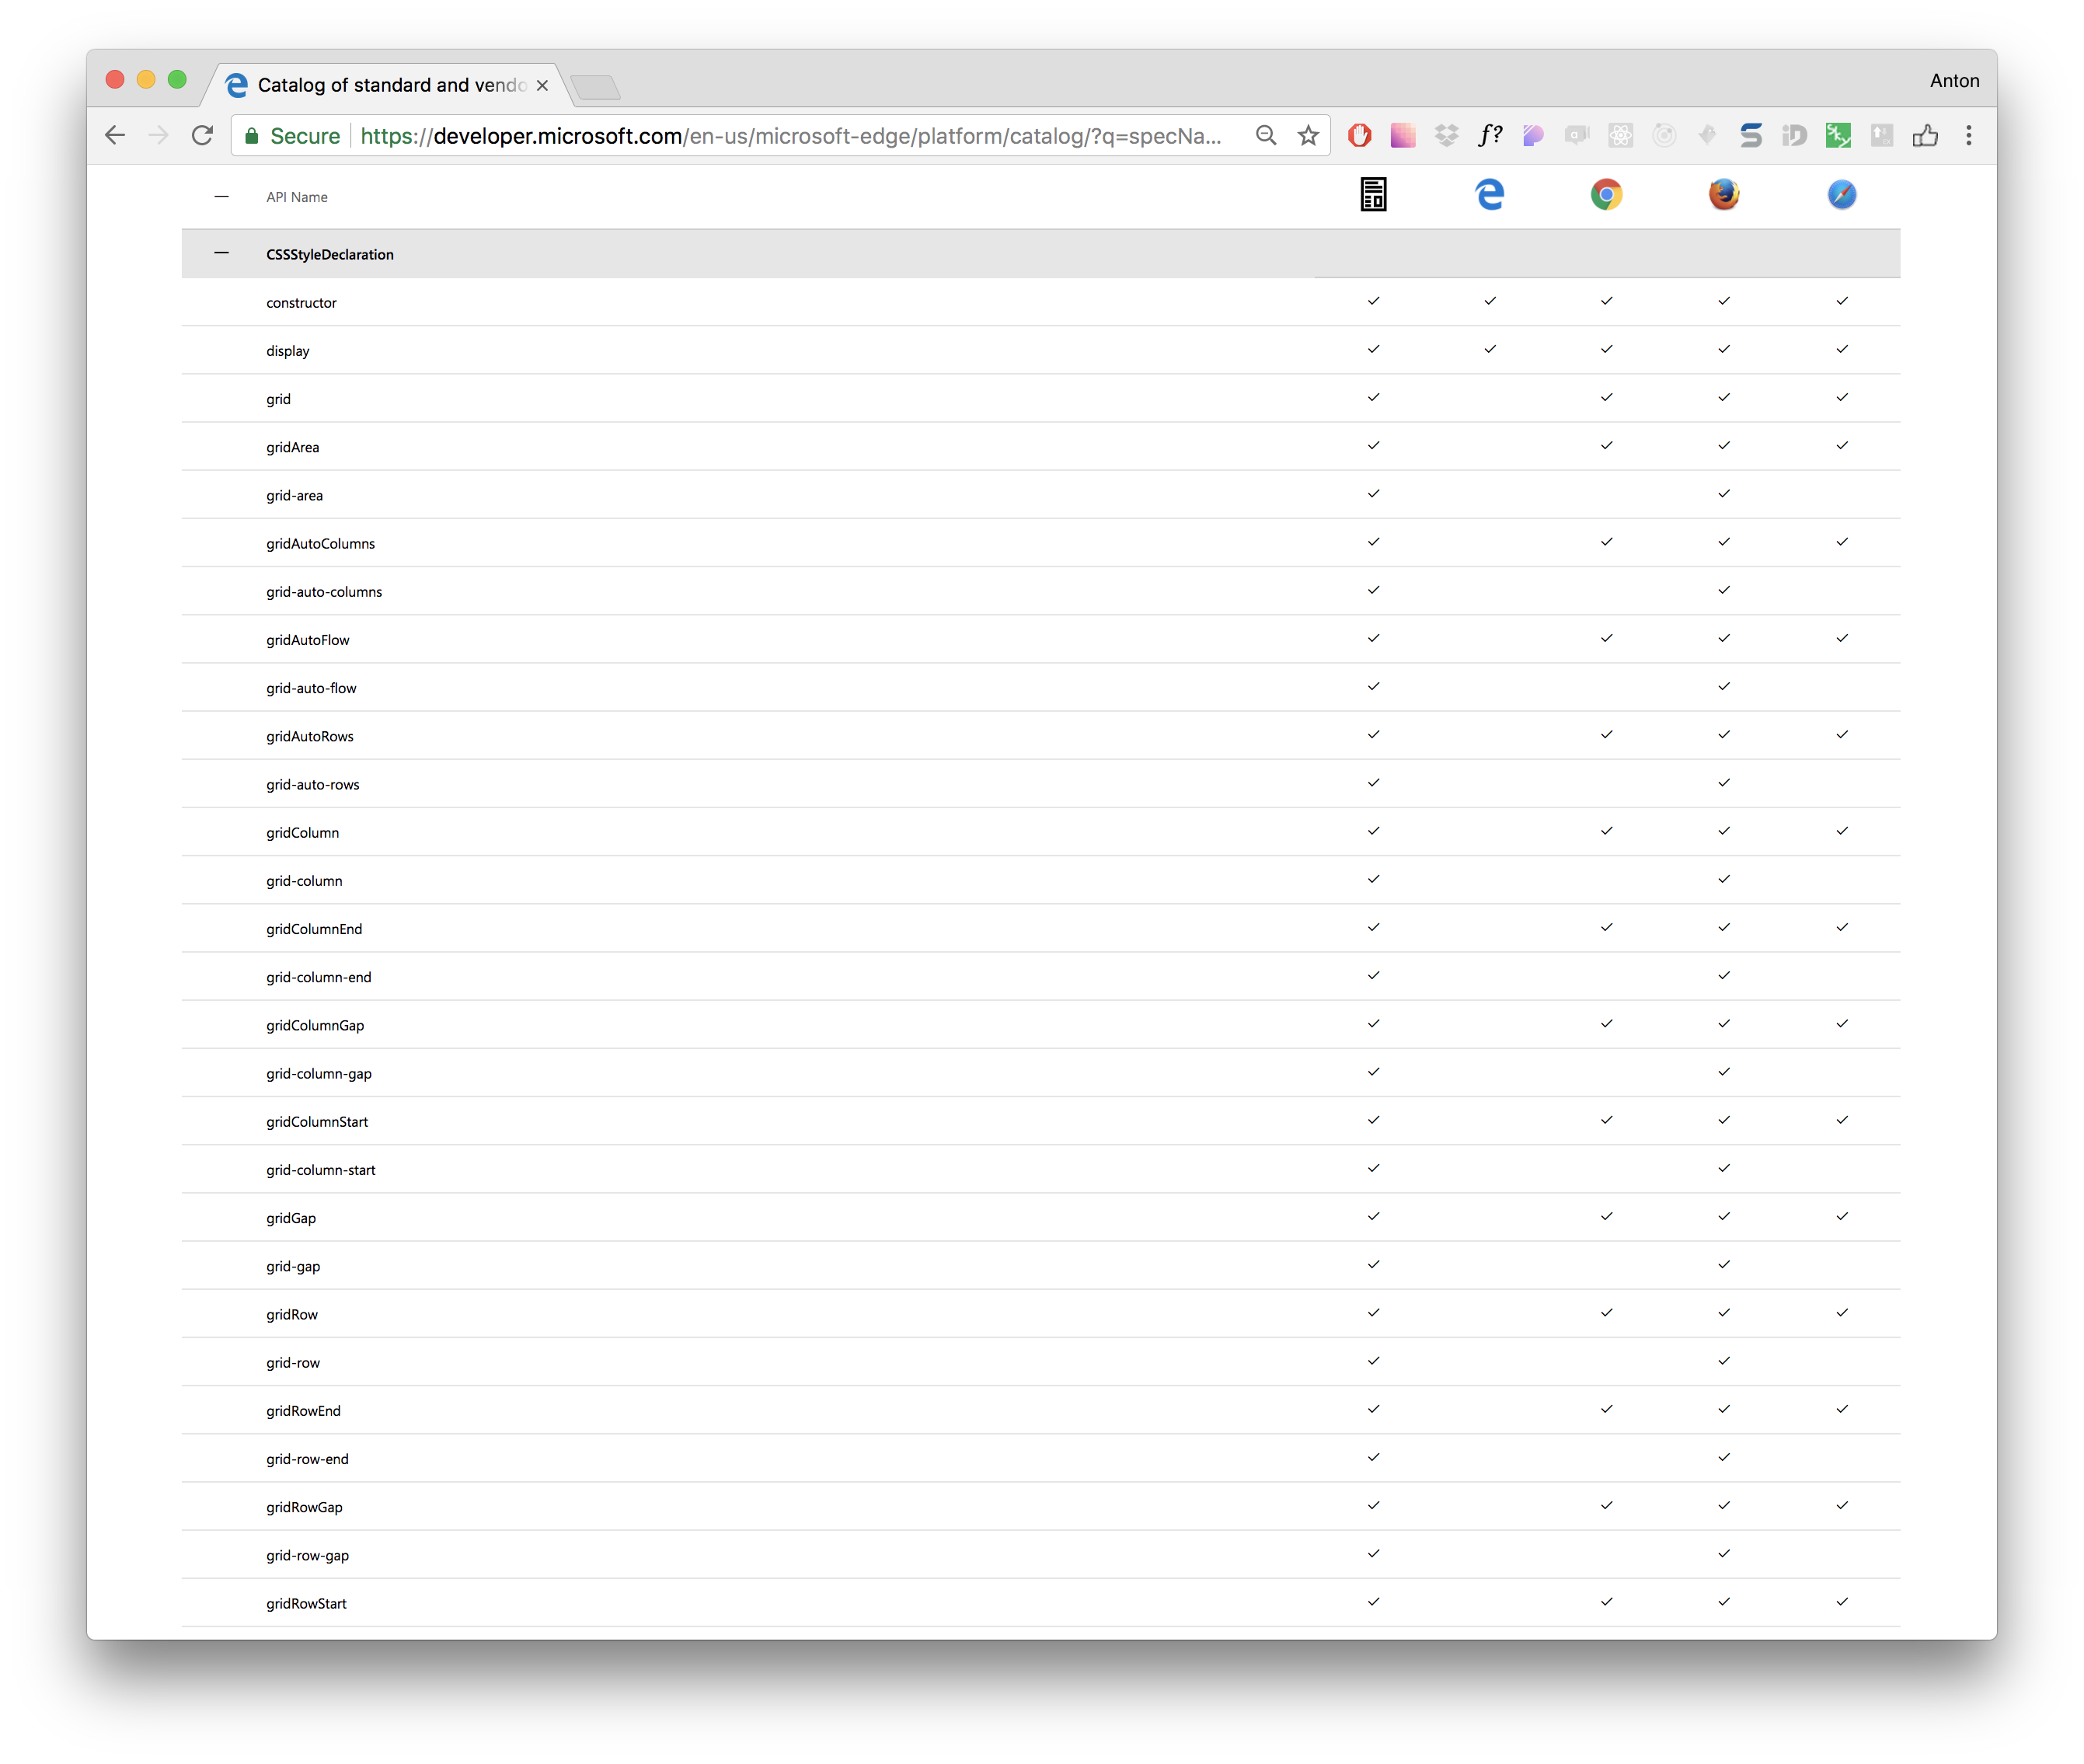 Catalog of standard and vendo
Anton
Secure https://developer.microsoft.com/en-us/microsoft-edge/platform/catalog/?q=specNa...
f?
API Name
CSSStyleDeclaration
constructor
display
grid
gridArea
grid-area
gridAutoColumns
grid-auto-columns
gridAutoFlow
grid-auto-flow
gridAutoRows
grid-auto-rows
gridColumn
grid-column
gridColumnEnd
grid-column-end
gridColumnGap
grid-column-gap
gridColumnStart
grid-column-start
gridGap
grid-gap
gridRow
grid-row
gridRowEnd
grid-row-end
gridRowGap
grid-row-gap
gridRowStart